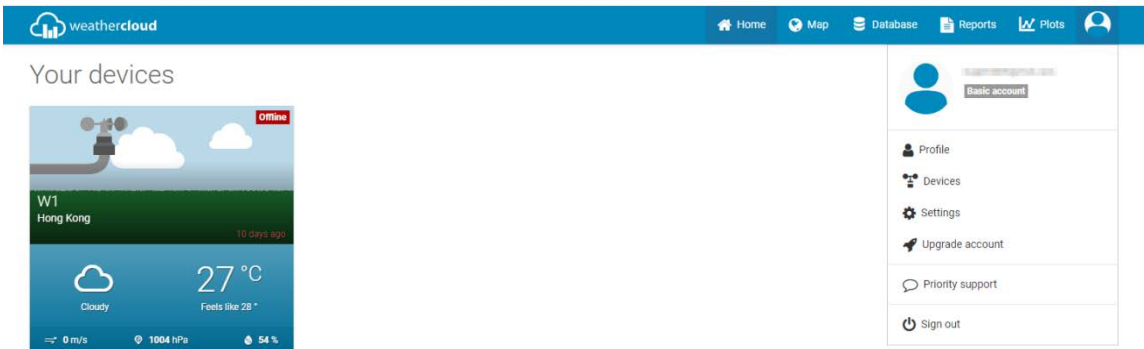 weathercloud
Home Map Database Reports Plots
Your devices
Offline
W1
Hong Kong
10 days ago
27 °C
Cloudy
Feels like 28 °
0 m/s 1004 hPa 54 %
Basic account
Profile
Devices
Settings
Upgrade account
Priority support
Sign out